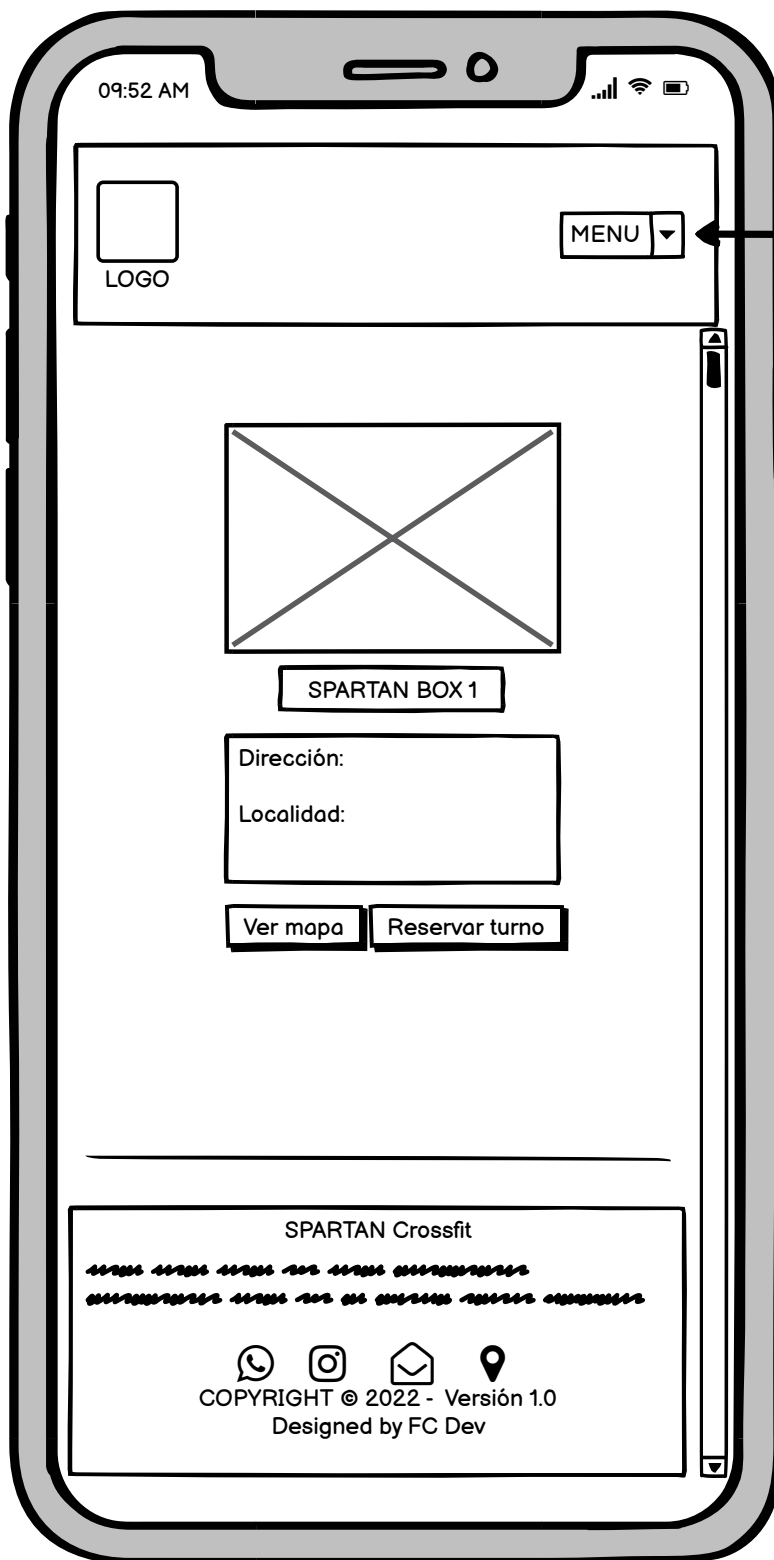 09:52 AM
LOGO
MENU
SPARTAN BOX 1
Dirección:
Localidad:
Ver mapa
Reservar turno
SPARTAN Crossfit
COPYRIGHT © 2022 - Versión 1.0
Designed by FC Dev